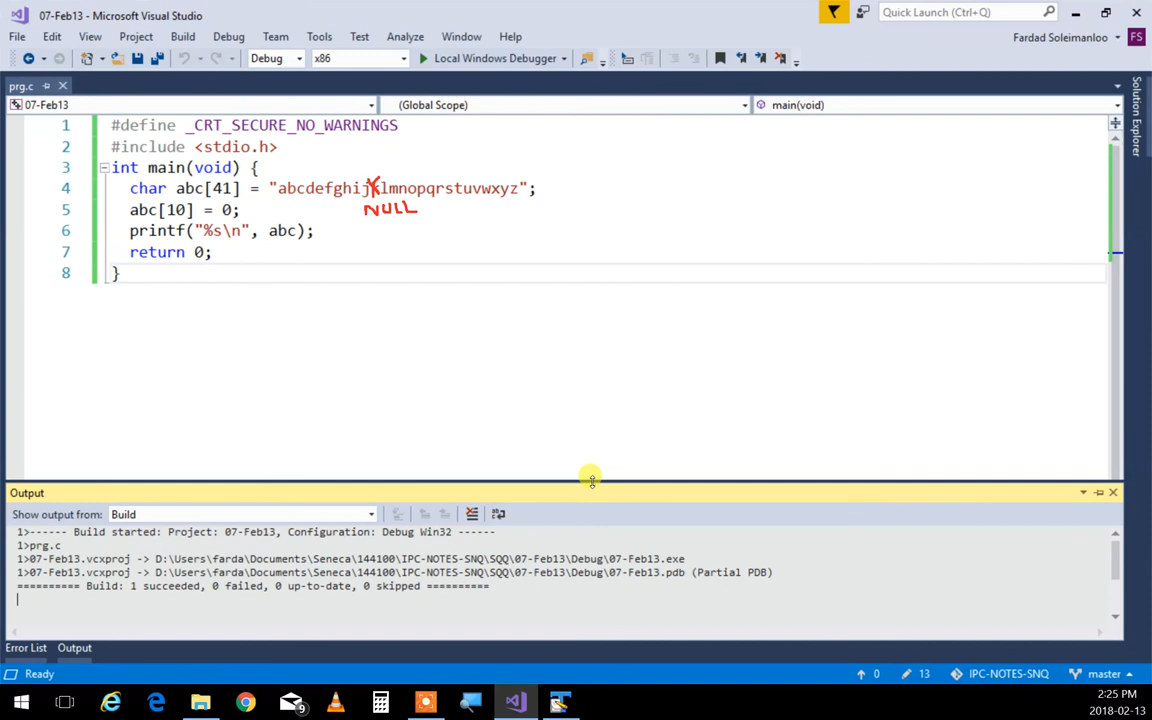 07-Feb13 - Microsoft Visual Studio
Quick Launch (Ctrl+Q)
File Edit View Project Build Debug Team Tools Test Analyze Window Help
Fardad Soleimanloo FS
Debug x86 Local Windows Debugger
prg.c
07-Feb13 (Global Scope) main(void)
Solution Explorer
1 #define _CRT_SECURE_NO_WARNINGS
2 #include <stdio.h>
3 int main(void) {
4 char abc[41] = "abcdefghijklmnopqrstuvwxyz";
NULL
5 abc[10] = 0;
6 printf("%s\n", abc);
7 return 0;
8 }
Output
Show output from: Build
1>------ Build started: Project: 07-Feb13, Configuration: Debug Win32 ------
1>prg.c
1>07-Feb13.vcxproj -> D:\Users\farda\Documents\Seneca\144100\IPC-NOTES-SNQ\SQQ\07-Feb13\Debug\07-Feb13.exe
1>07-Feb13.vcxproj -> D:\Users\farda\Documents\Seneca\144100\IPC-NOTES-SNQ\SQQ\07-Feb13\Debug\07-Feb13.pdb (Partial PDB)
========== Build: 1 succeeded, 0 failed, 0 up-to-date, 0 skipped ==========
Error List Output
Ready 0 13 IPC-NOTES-SNQ master
9
2:25 PM
2018-02-13